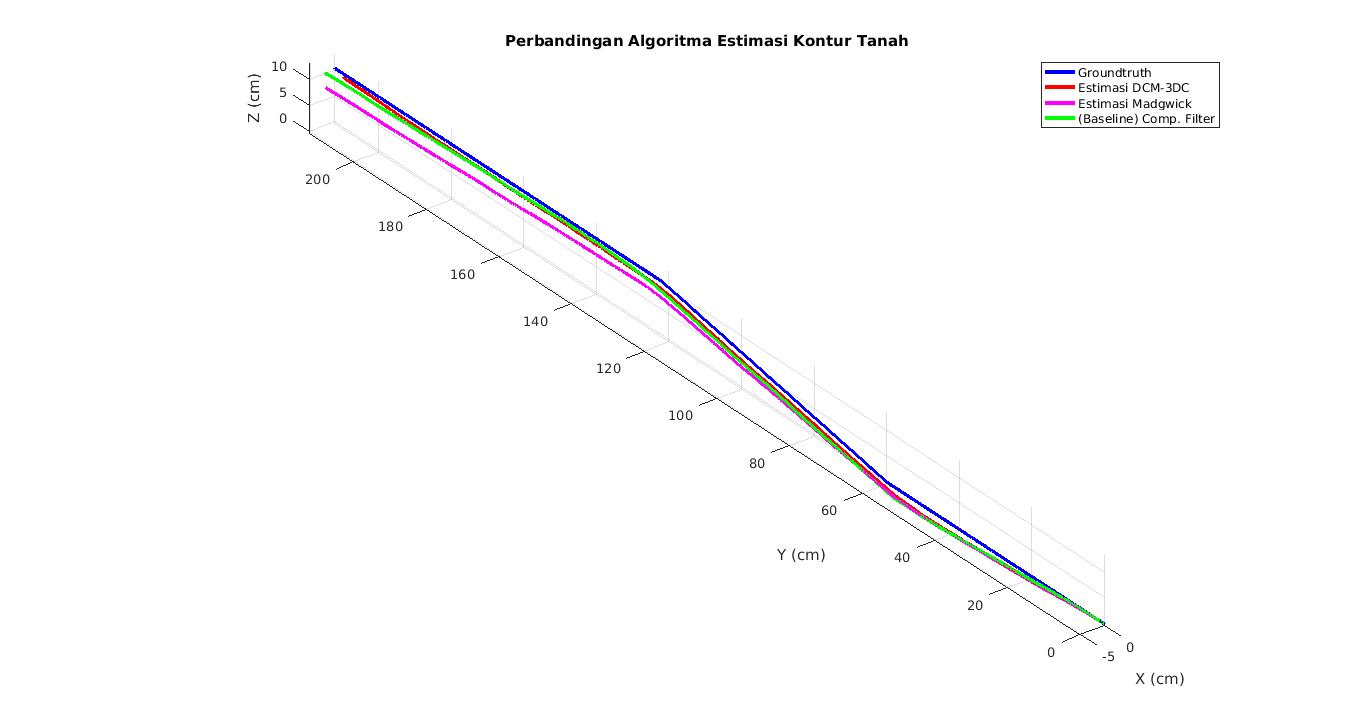 Perbandingan Algoritma Estimasi Kontur Tanah
Groundtruth
Estimasi DCM-3DC
Estimasi Madgwick
(Baseline) Comp. Filter
Z (cm)
10
5
0
200
180
160
140
120
100
80
60
40
20
0
Y (cm)
-5
0
X (cm)